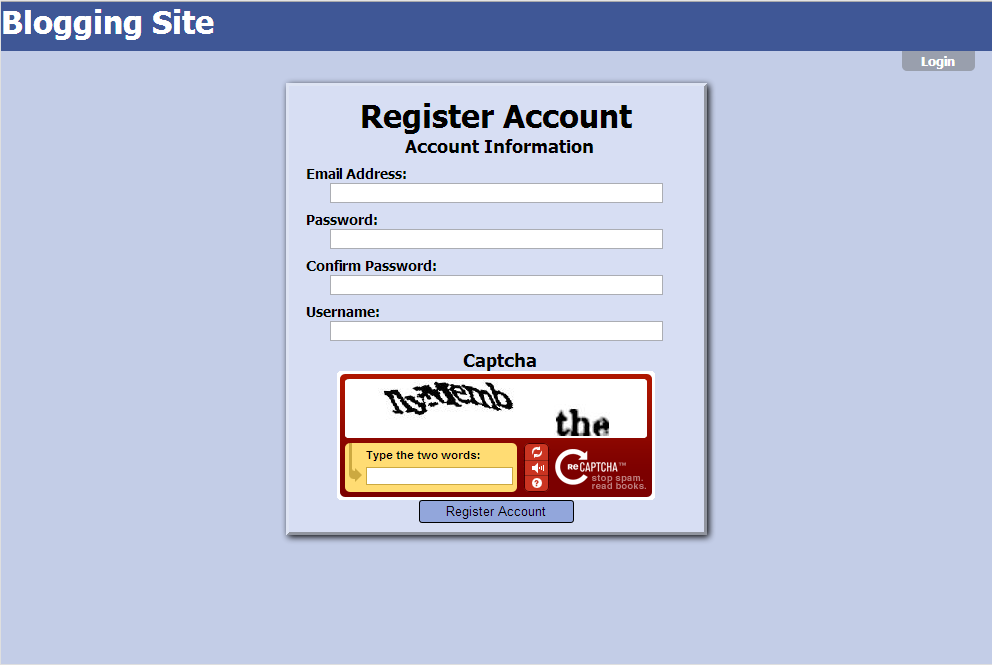 Blogging Site
Login
Register Account
Account Information
Email Address:
Password:
Confirm Password:
Username:
Captcha
the
Type the two words:
reCAPTCHA™
stop spam.
read books.
Register Account